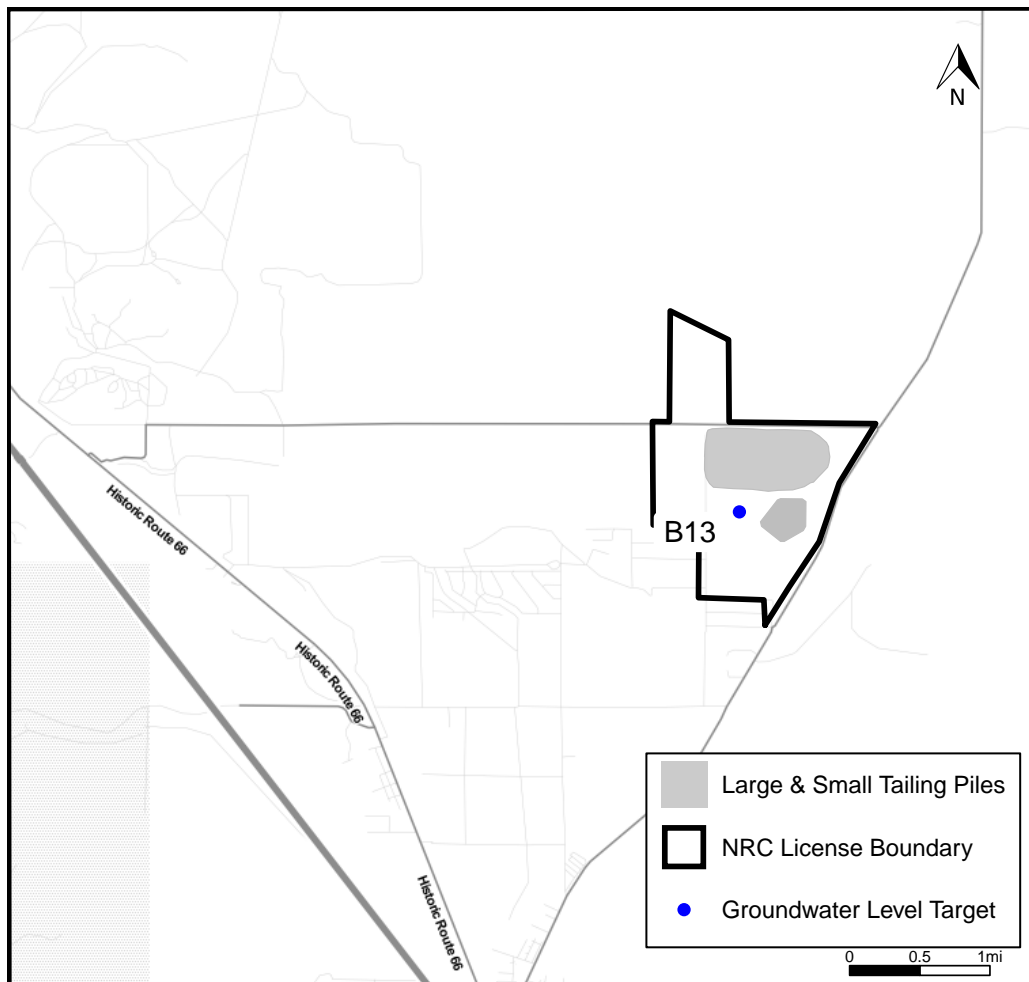 N
B13
Historic Route 66
Historic Route 66
Historic Route 66
Large & Small Tailing Piles
NRC License Boundary
Groundwater Level Target
0 0.5 1mi